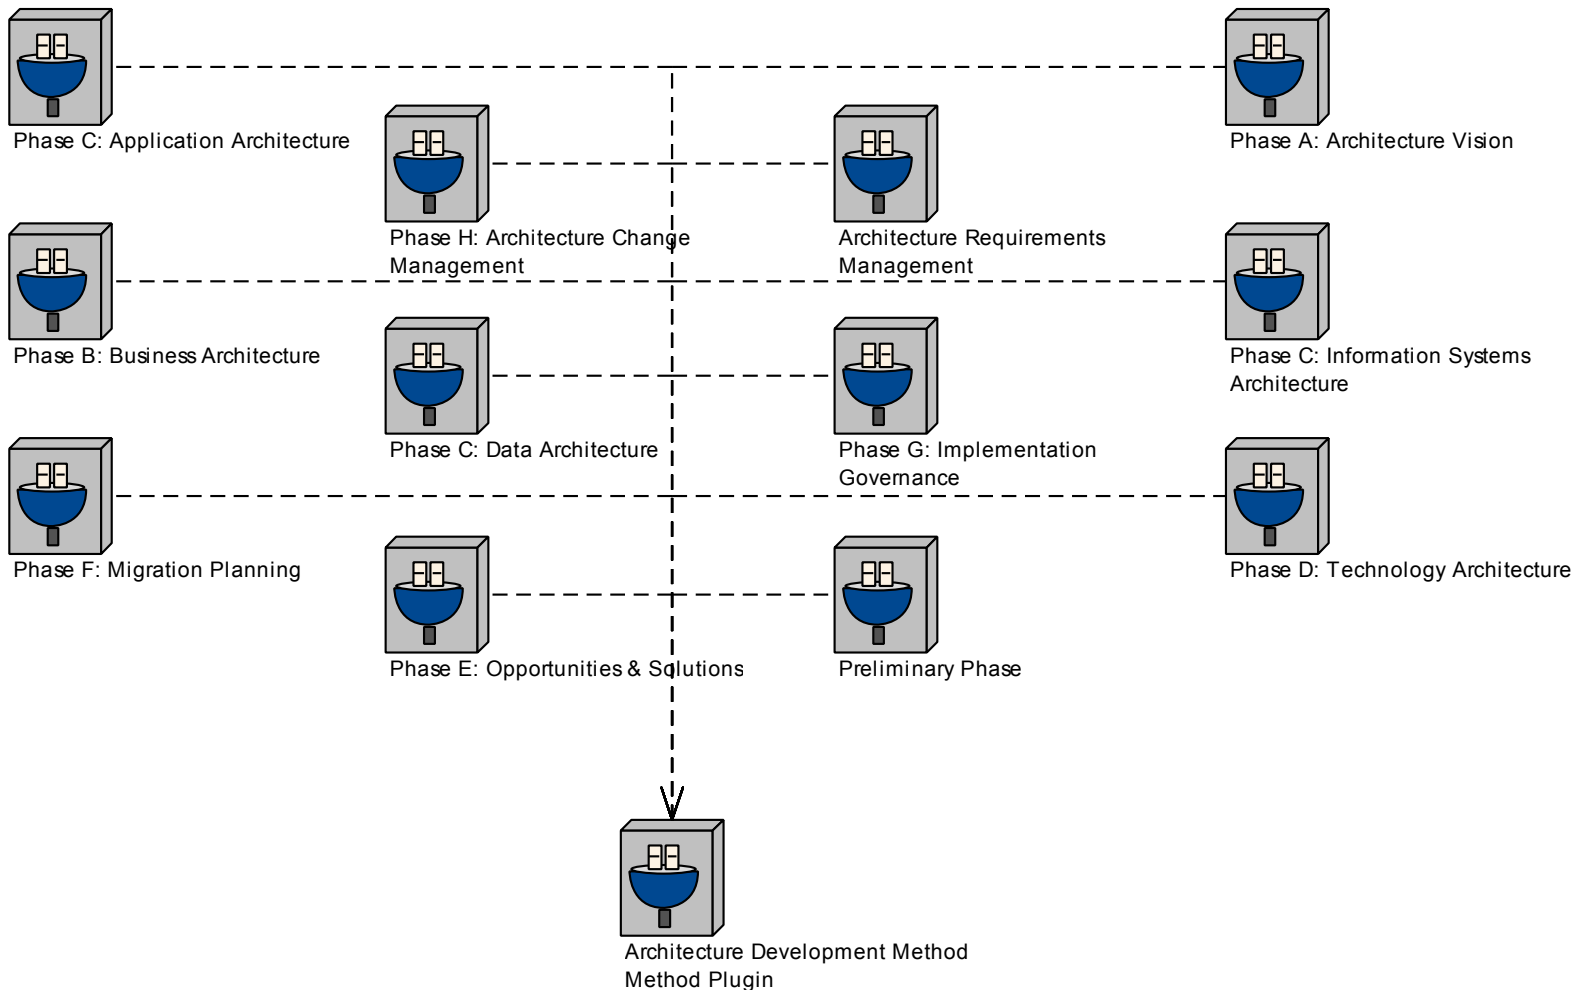 Phase C: Application Architecture
Phase A: Architecture Vision
Phase H: Architecture Change
Management
Architecture Requirements
Management
Phase B: Business Architecture
Phase C: Information Systems
Architecture
Phase C: Data Architecture
Phase G: Implementation
Governance
Phase F: Migration Planning
Phase D: Technology Architecture
Phase E: Opportunities & Solutions
Preliminary Phase
Architecture Development Method
Method Plugin